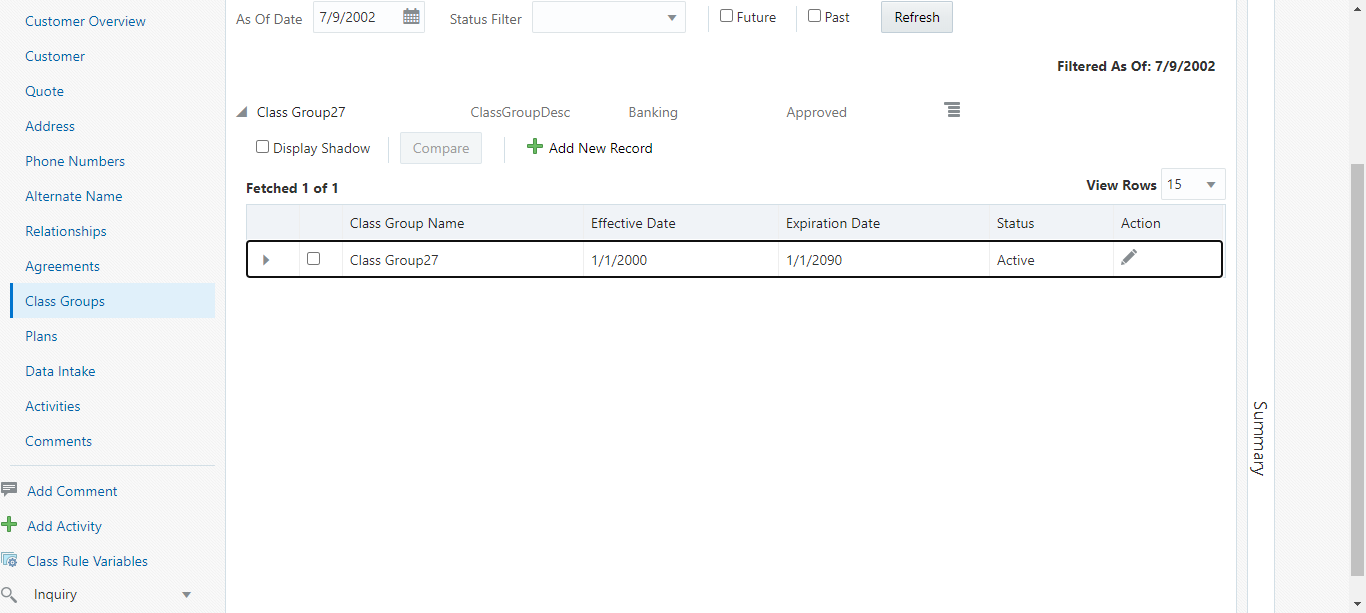 Customer Overview
Customer
Quote
Address
Phone Numbers
Alternate Name
Relationships
Agreements
Class Groups
Plans
Data Intake
Activities
Comments
Add Comment
Add Activity
Class Rule Variables
Inquiry
As Of Date 7/9/2002 Status Filter Future Past Refresh
Filtered As Of: 7/9/2002
Class Group27 ClassGroupDesc Banking Approved
Display Shadow Compare Add New Record
Fetched 1 of 1 View Rows 15
Class Group Name Effective Date Expiration Date Status Action
Class Group27 1/1/2000 1/1/2090 Active
Summary